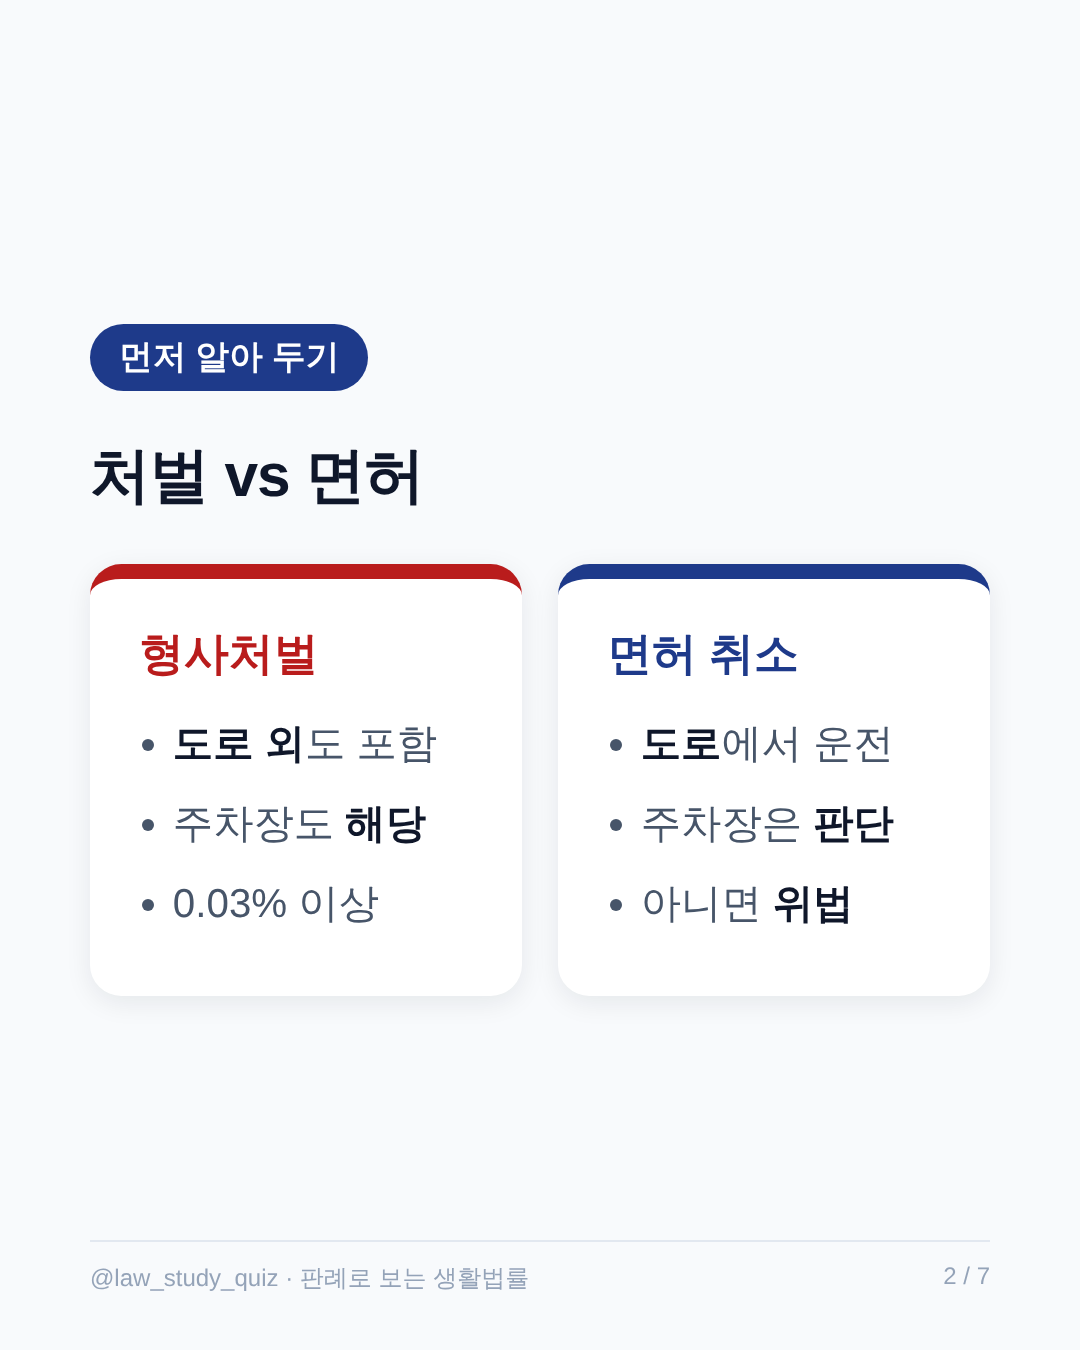 먼저 알아 두기
처벌 vs 면허
형사처벌
• 도로 외도 포함
• 주차장도 해당
• 0.03% 이상
면허 취소
• 도로에서 운전
• 주차장은 판단
• 아니면 위법
@law_study_quiz · 판례로 보는 생활법률
2 / 7